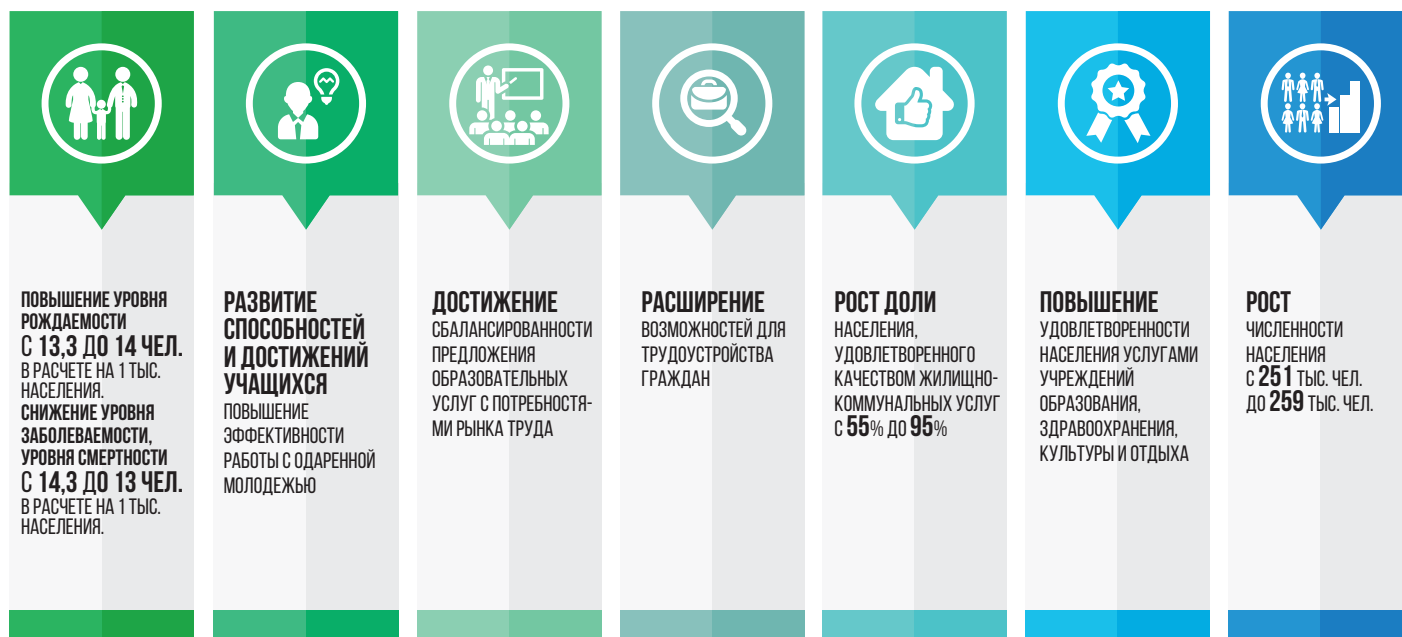 ПОВЫШЕНИЕ УРОВНЯ
РОЖДАЕМОСТИ
С 13,3 ДО 14 ЧЕЛ.
В РАСЧЕТЕ НА 1 ТЫС.
НАСЕЛЕНИЯ.
СНИЖЕНИЕ УРОВНЯ
ЗАБОЛЕВАЕМОСТИ,
УРОВНЯ СМЕРТНОСТИ
С 14,3 ДО 13 ЧЕЛ.
В РАСЧЕТЕ НА 1 ТЫС.
НАСЕЛЕНИЯ.
РАЗВИТИЕ
СПОСОБНОСТЕЙ
И ДОСТИЖЕНИЙ
УЧАЩИХСЯ
ПОВЫШЕНИЕ
ЭФФЕКТИВНОСТИ
РАБОТЫ С ОДАРЕННОЙ
МОЛОДЕЖЬЮ
ДОСТИЖЕНИЕ
СБАЛАНСИРОВАННОСТИ
ПРЕДЛОЖЕНИЯ
ОБРАЗОВАТЕЛЬНЫХ
УСЛУГ С ПОТРЕБНОСТЯ-
МИ РЫНКА ТРУДА
РАСШИРЕНИЕ
ВОЗМОЖНОСТЕЙ ДЛЯ
ТРУДОУСТРОЙСТВА
ГРАЖДАН
РОСТ ДОЛИ
НАСЕЛЕНИЯ,
УДОВЛЕТВОРЕННОГО
КАЧЕСТВОМ ЖИЛИЩНО-
КОММУНАЛЬНЫХ УСЛУГ
С 55% ДО 95%
ПОВЫШЕНИЕ
УДОВЛЕТВОРЕННОСТИ
НАСЕЛЕНИЯ УСЛУГАМИ
УЧРЕЖДЕНИЙ
ОБРАЗОВАНИЯ,
ЗДРАВООХРАНЕНИЯ,
КУЛЬТУРЫ И ОТДЫХА
РОСТ
ЧИСЛЕННОСТИ
НАСЕЛЕНИЯ
С 251 ТЫС. ЧЕЛ.
ДО 259 ТЫС. ЧЕЛ.